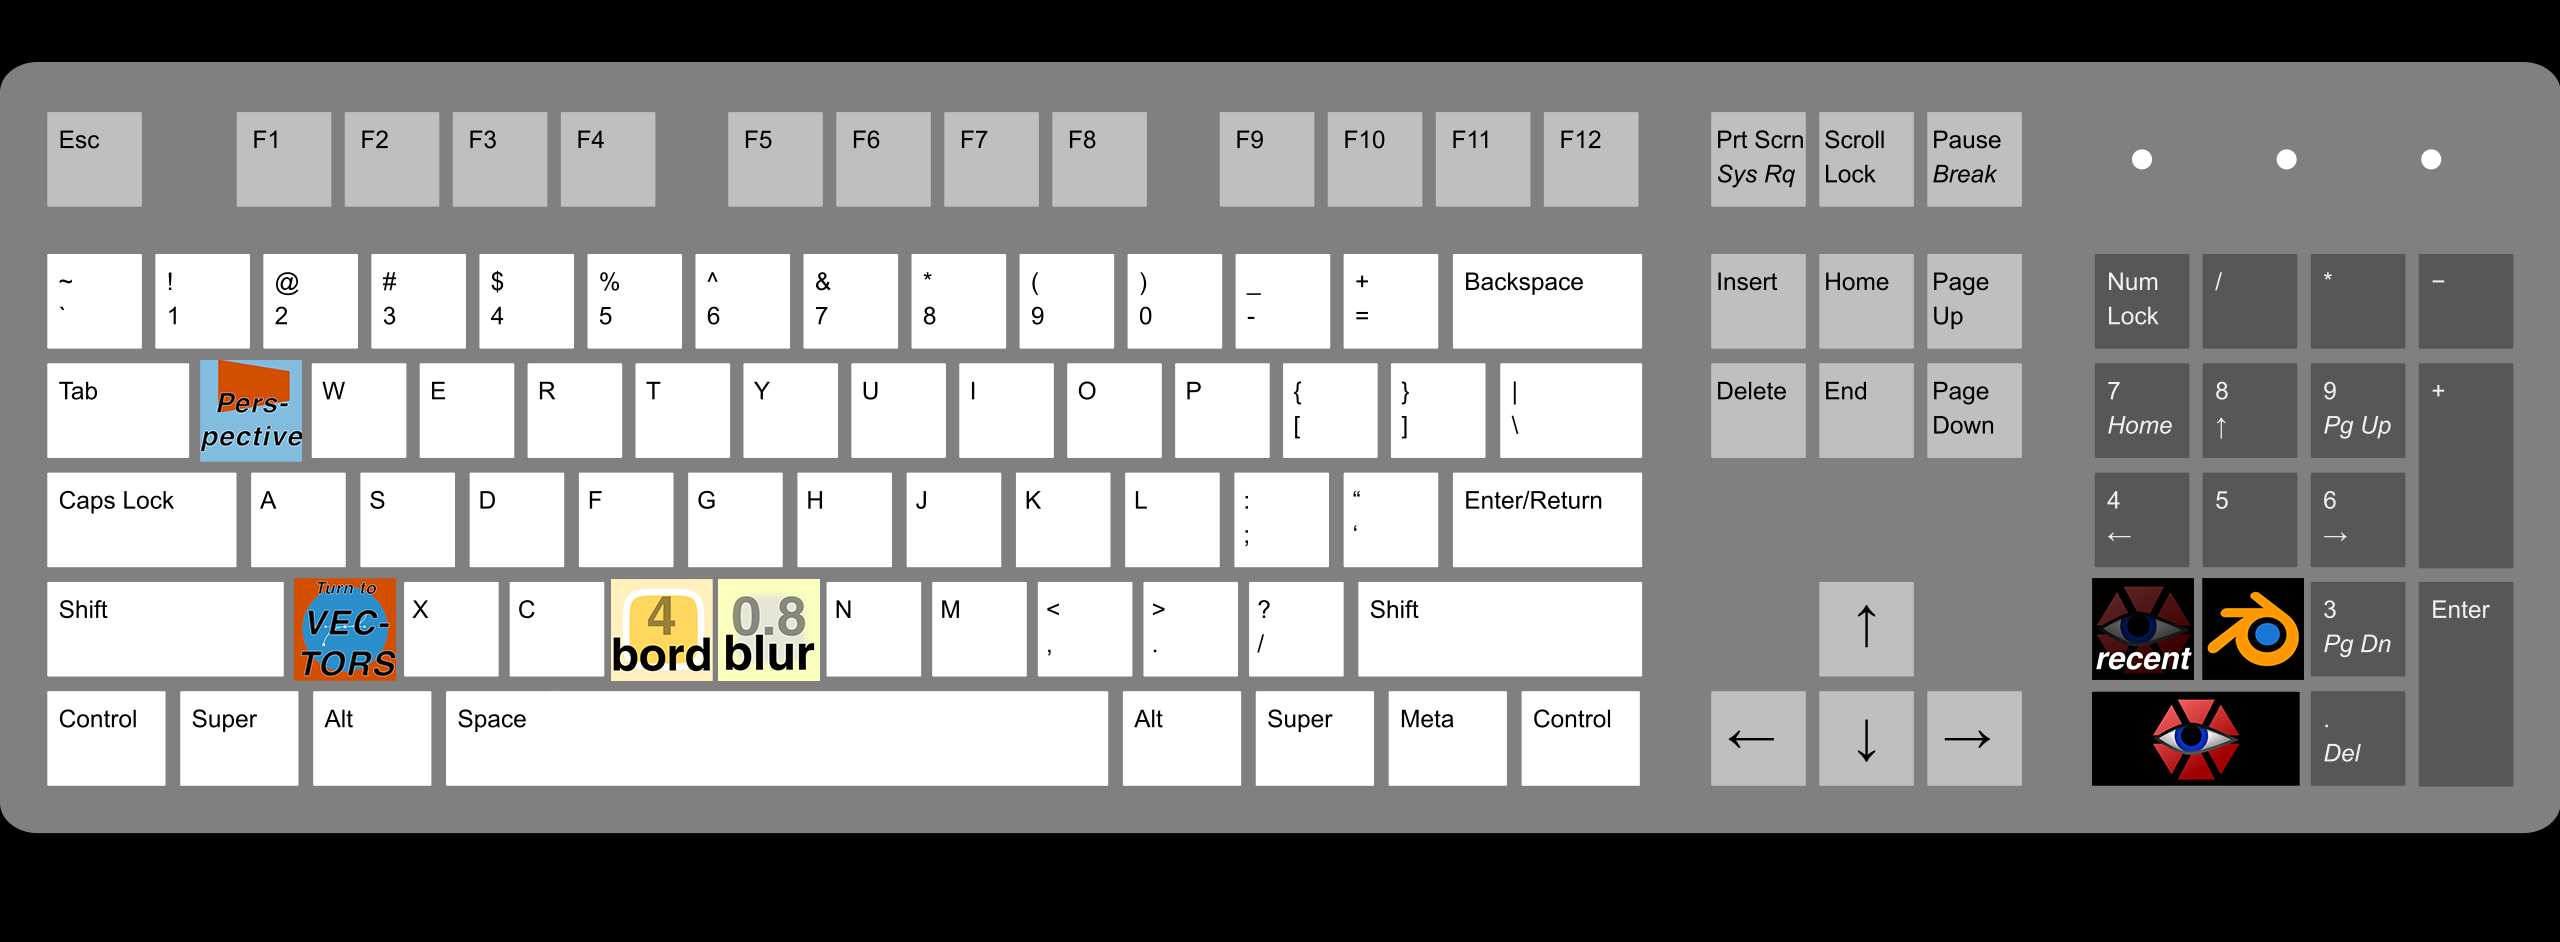 Esc F1 F2 F3 F4 F5 F6 F7 F8 F9 F10 F11 F12 Prt Scrn Scroll Pause
Sys Rq Lock Break
~ ! @ # $ % ^ & * ( ) _ + Backspace Insert Home Page Num / * −
` 1 2 3 4 5 6 7 8 9 0 - = Up Lock
Tab Pers- W E R T Y U I O P { } | Delete End Page 7 8 9 +
pective [ ] \ Down Home ↑ Pg Up
Caps Lock A S D F G H J K L : “ Enter/Return 4 5 6
; ‘ ← →
Turn to
Shift VEC- X C 4 0.8 N M < > ? Shift ↑ 3 Enter
TORS bord blur , . / recent Pg Dn
Control Super Alt Space Alt Super Meta Control ← ↓ → .
Del